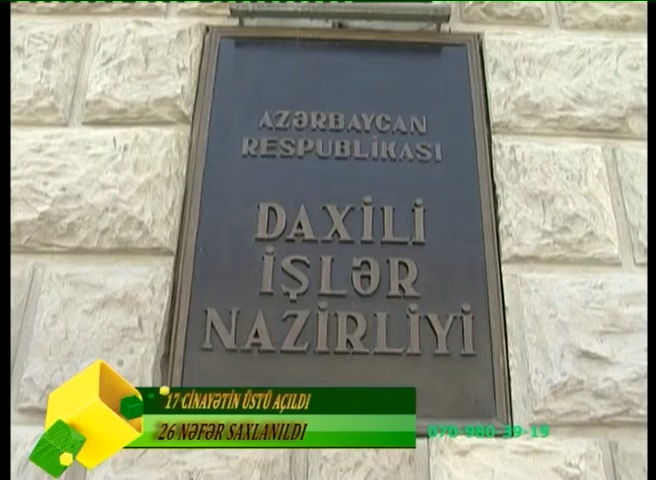 AZƏRBAYCAN
RESPUBLİKASI
DAXİLİ
İŞLƏR
NAZİRLİYİ
17 CİNAYƏTİN ÜSTÜ AÇILDI
26 NƏFƏR SAXLANILDI
070-980-39-19